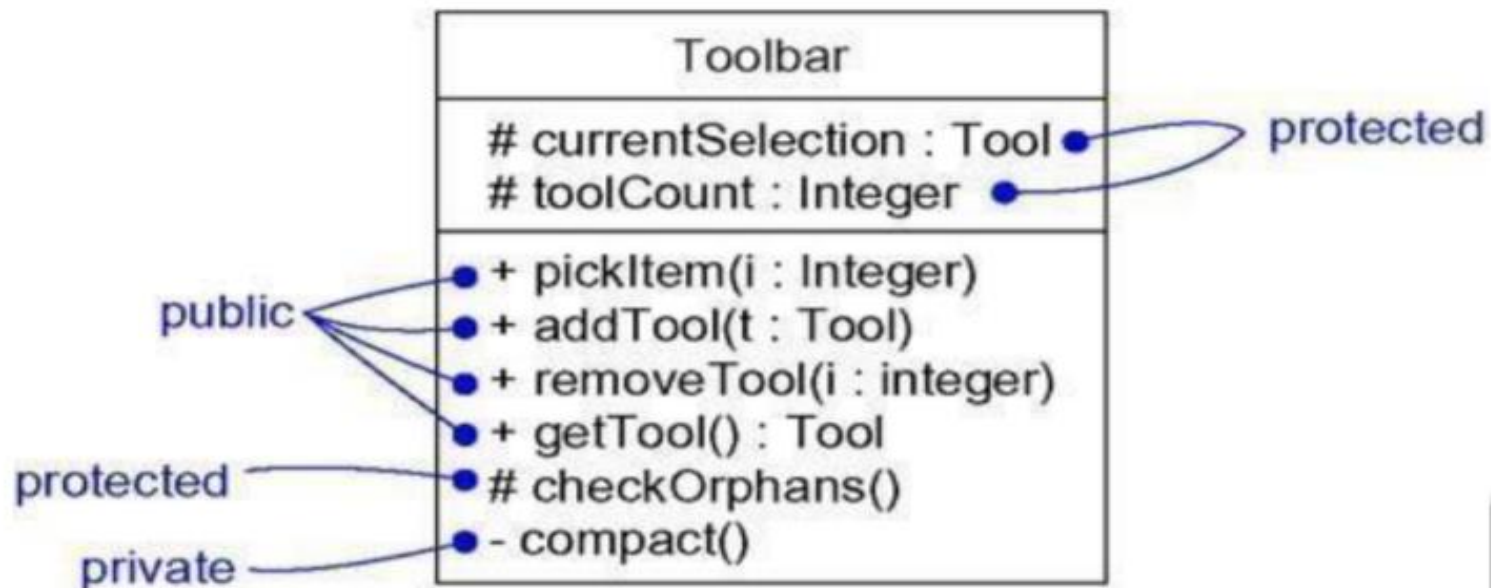 Toolbar
# currentSelection : Tool
protected
# toolCount : Integer
+ pickItem(i : Integer)
public
+ addTool(t : Tool)
+ removeTool(i : integer)
+ getTool() : Tool
protected
# checkOrphans()
- compact()
private